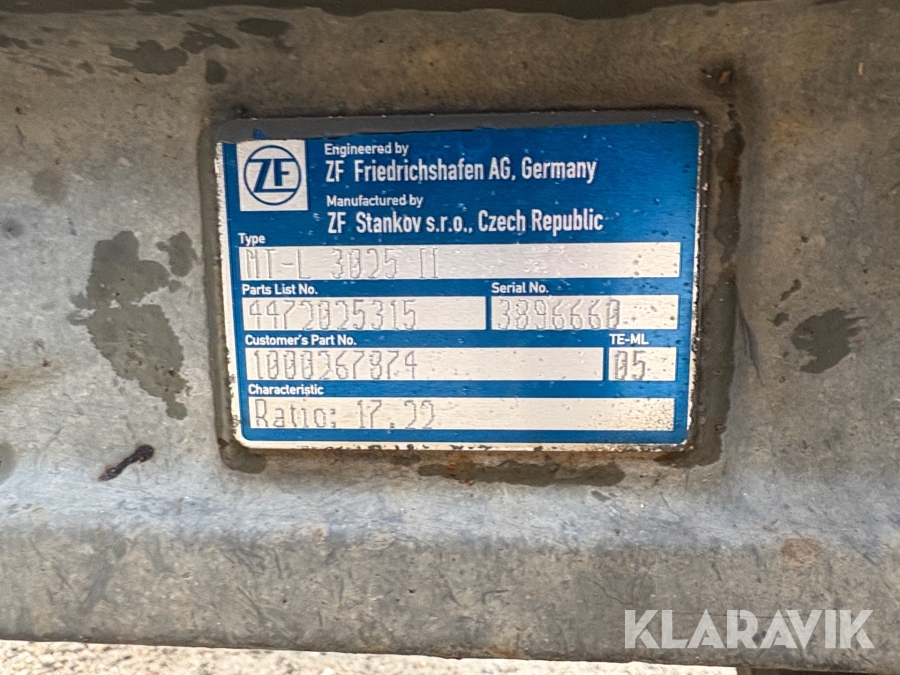 ZF
Engineered by
ZF Friedrichshafen AG, Germany
Manufactured by
ZF Stankov s.r.o., Czech Republic
Type
MT-L 3025 II
Parts List No.
Serial No.
4472025315
3896660
Customer's Part No.
TE-ML
1000267874
05
Characteristic
Ratio: 17.22
KLARAVIK